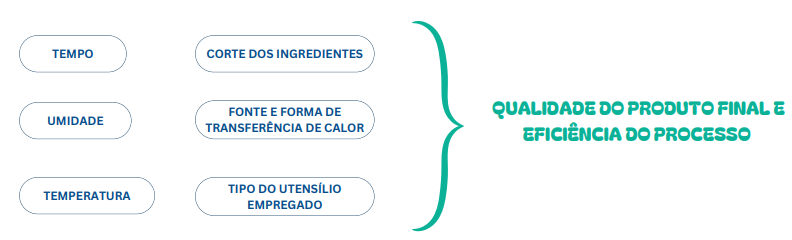 TEMPO
CORTE DOS INGREDIENTES
UMIDADE
FONTE E FORMA DE
TRANSFERÊNCIA DE CALOR
TEMPERATURA
TIPO DO UTENSÍLIO
EMPREGADO
QUALIDADE DO PRODUTO FINAL E
EFICIÊNCIA DO PROCESSO